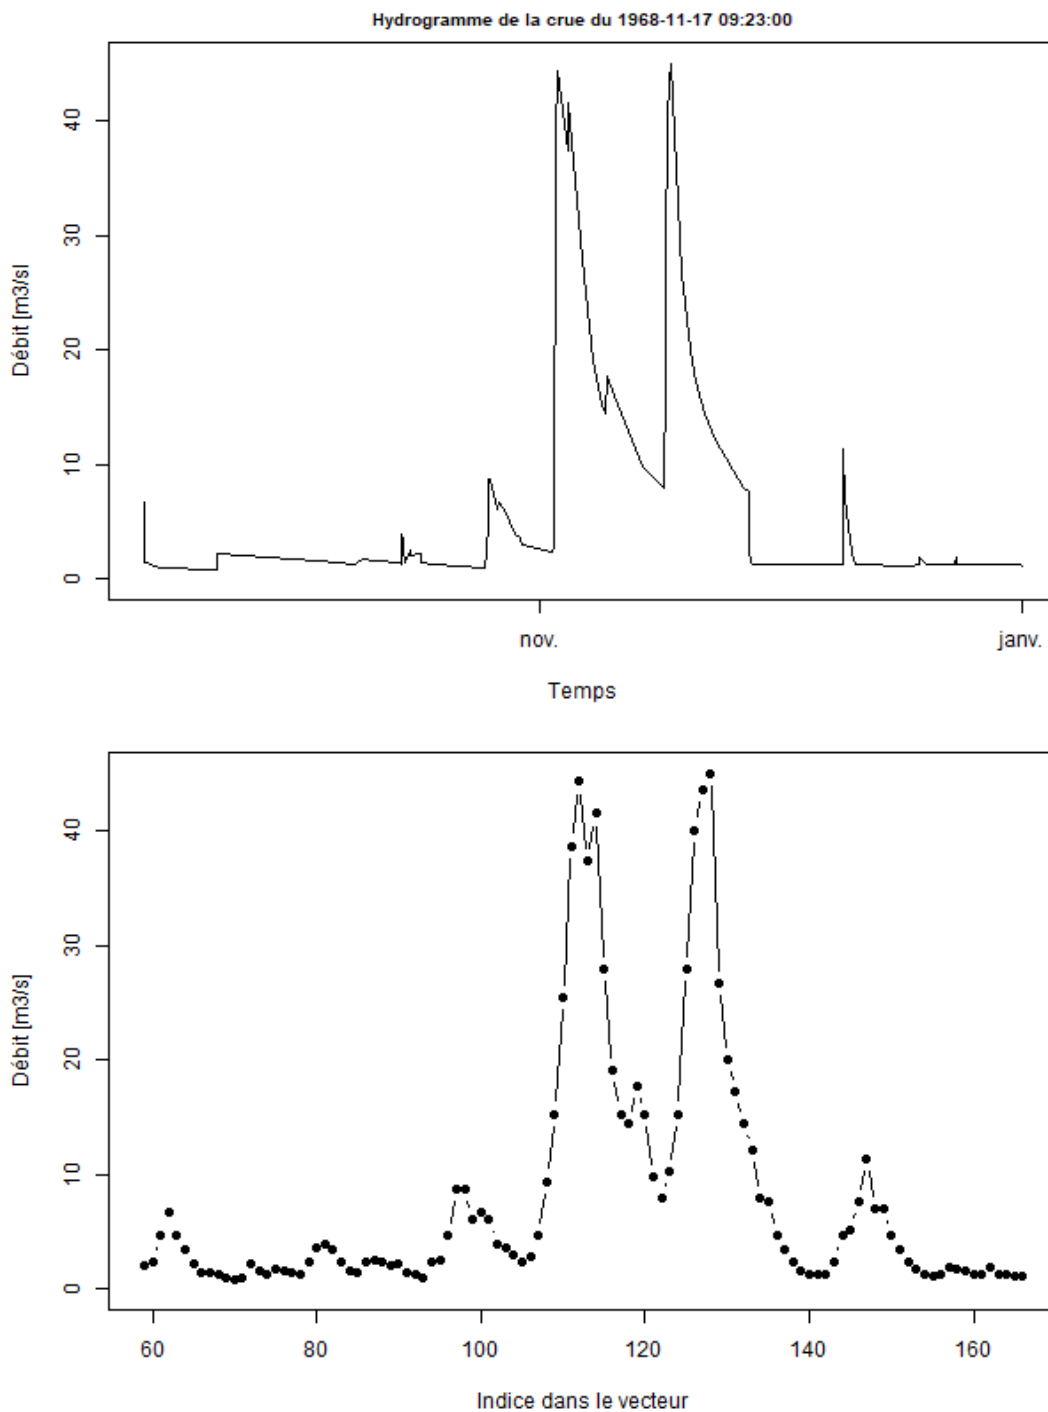 Hydrogramme de la crue du 1968-11-17 09:23:00
Débit [m3/s]
40
30
20
10
0
nov.
janv.
Temps
Débit [m3/s]
40
30
20
10
0
60
80
100
120
140
160
Indice dans le vecteur